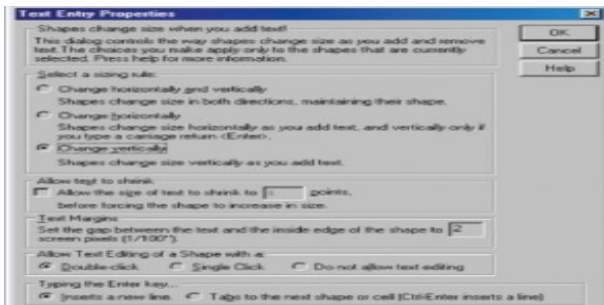 Text Entry Properties
Shapes change size when you add text!
This dialog controls the way shapes change size as you add and remove
text. The choices you make apply only to the shapes that are currently
selected. Press help for more information.
OK
Cancel
Help
Select a sizing rule:
Change horizontally and vertically
Shapes change size in both directions, maintaining their shape.
Change horizontally
Shapes change size horizontally as you add text, and vertically only if
you type a carriage return <Enter>.
Change vertically
Shapes change size vertically as you add text.
Allow text to shrink
Allow the size of text to shrink to points,
before forcing the shape to increase in size.
Text Margins
Set the gap between the text and the inside edge of the shape to 2
screen pixels (1/100").
Allow Text Editing of a Shape with a:
Double-click Single Click Do not allow text editing
Typing the Enter key...
Inserts a new line. Tabs to the next shape or cell (Ctrl-Enter inserts a line)